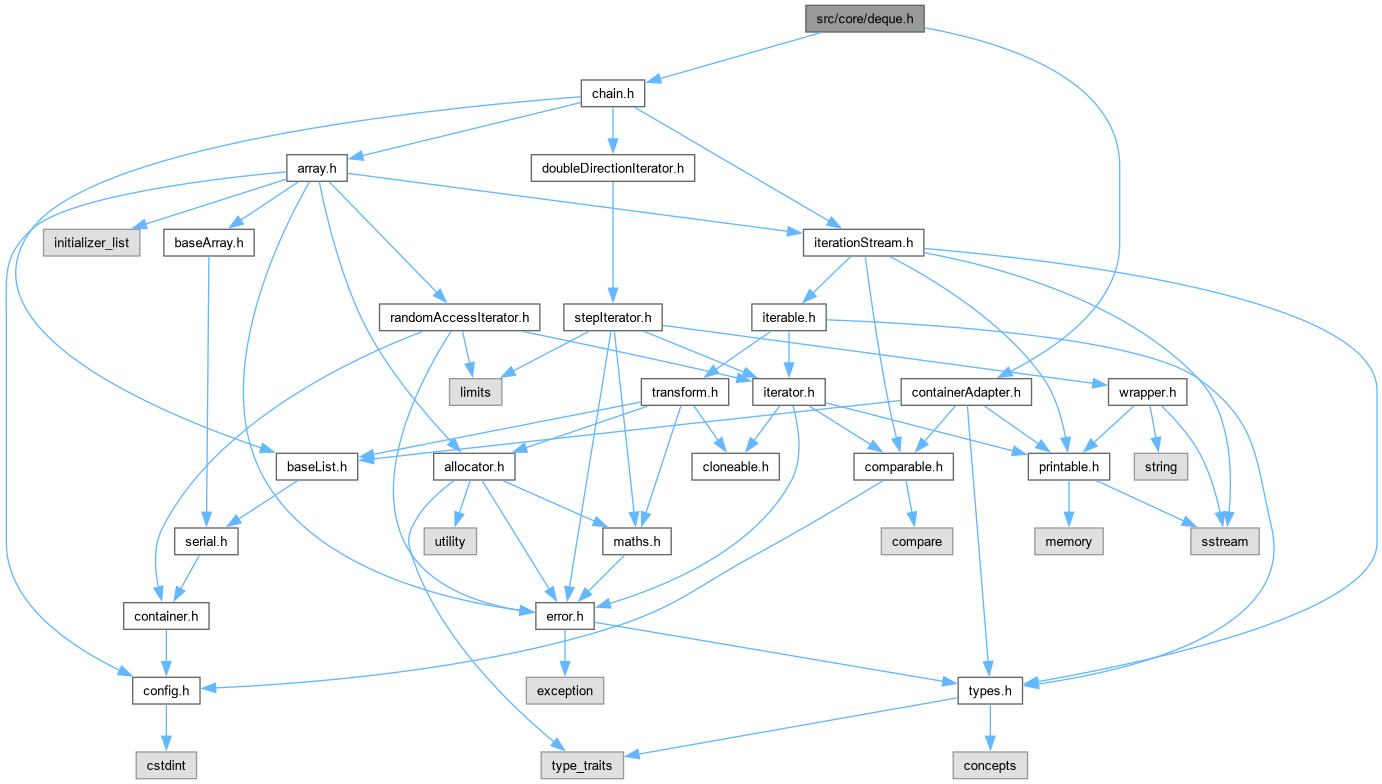 src/core/deque.h
chain.h
array.h
doubleDirectionIterator.h
initializer_list
baseArray.h
iterationStream.h
randomAccessIterator.h
stepIterator.h
iterable.h
limits
transform.h
iterator.h
containerAdapter.h
wrapper.h
baseList.h
allocator.h
cloneable.h
comparable.h
printable.h
string
serial.h
utility
maths.h
compare
memory
sstream
container.h
error.h
config.h
exception
types.h
cstdint
type_traits
concepts